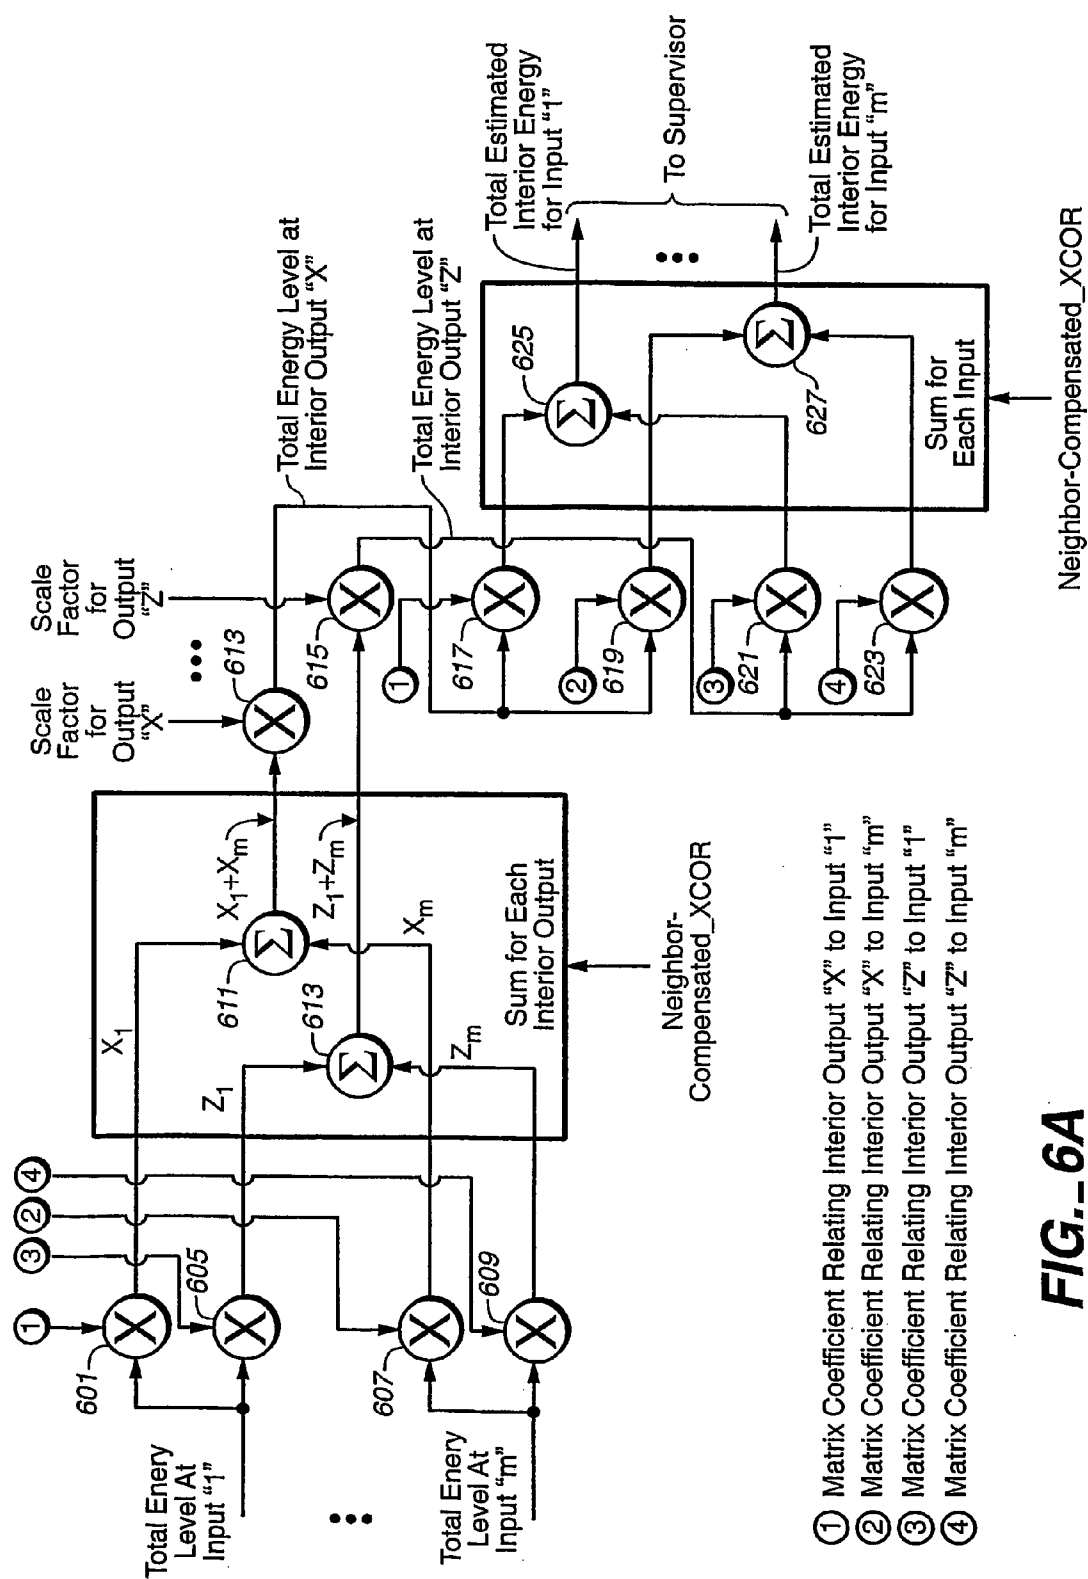 Total Enery
Level At
Input "1"
Total Enery
Level At
Input "m"
1
3
2
4
601
605
607
609
X1
Z1
Xm
Zm
611
613
X1+Xm
Z1+Zm
Sum for Each
Interior Output
Neighbor-
Compensated_XCOR
Scale
Factor
for
Output
"X"
Scale
Factor
for
Output
"Z"
613
615
Total Energy Level at
Interior Output "X"
Total Energy Level at
Interior Output "Z"
1
617
2
619
3
621
4
623
625
627
Sum for
Each Input
Neighbor-Compensated_XCOR
Total Estimated
Interior Energy
for Input "1"
To Supervisor
Total Estimated
Interior Energy
for Input "m"
1 Matrix Coefficient Relating Interior Output "X" to Input "1"
2 Matrix Coefficient Relating Interior Output "X" to Input "m"
3 Matrix Coefficient Relating Interior Output "Z" to Input "1"
4 Matrix Coefficient Relating Interior Output "Z" to Input "m"
FIG._6A